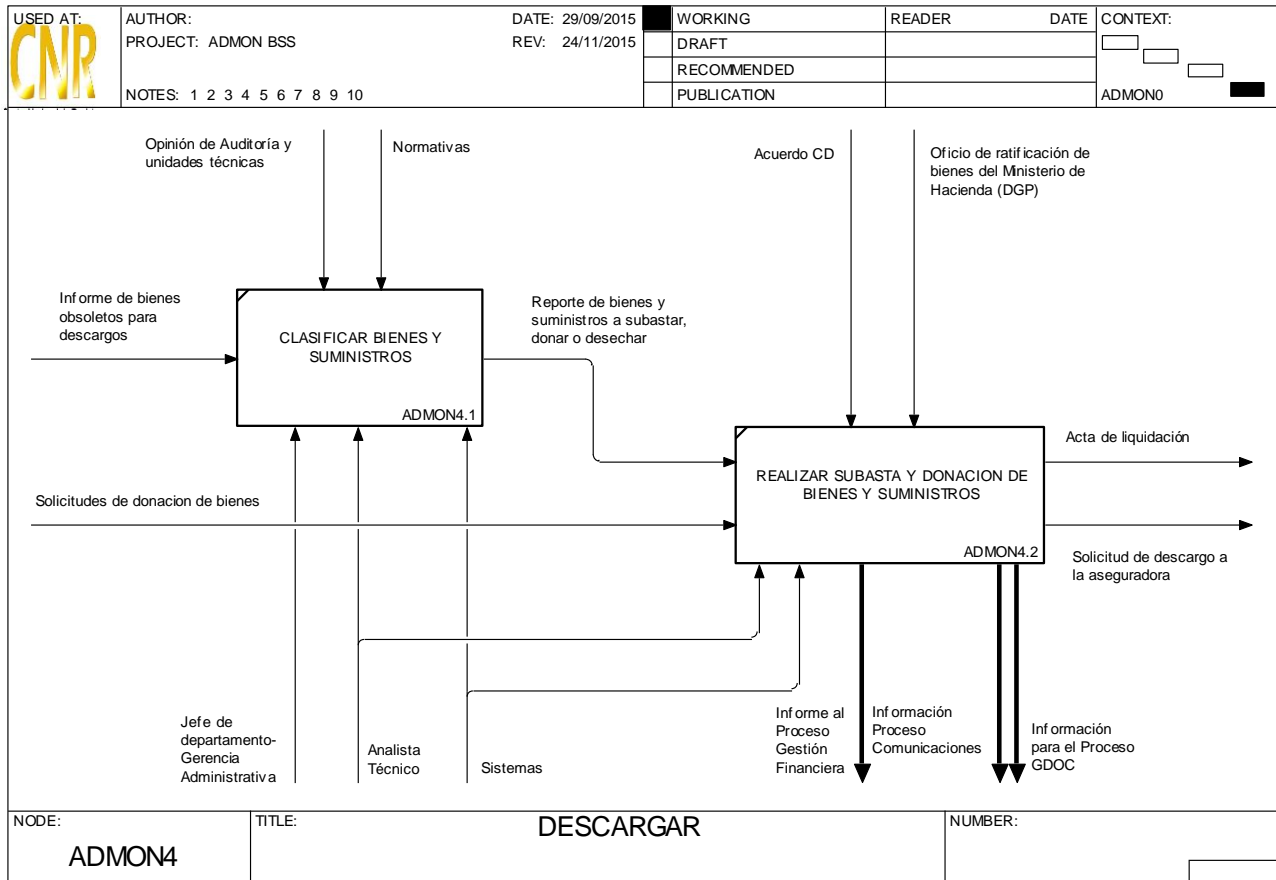 USED AT:
CNR
AUTHOR:
DATE: 29/09/2015
PROJECT: ADMON BSS
REV: 24/11/2015
NOTES: 1 2 3 4 5 6 7 8 9 10
WORKING
DRAFT
RECOMMENDED
PUBLICATION
READER DATE
CONTEXT:
ADMON0
Opinión de Auditoría y
unidades técnicas
Normativas
Acuerdo CD
Oficio de ratificación de
bienes del Ministerio de
Hacienda (DGP)
Informe de bienes
obsoletos para
descargos
CLASIFICAR BIENES Y
SUMINISTROS
ADMON4.1
Reporte de bienes y
suministros a subastar,
donar o desechar
Solicitudes de donacion de bienes
REALIZAR SUBASTA Y DONACION DE
BIENES Y SUMINISTROS
ADMON4.2
Acta de liquidación
Solicitud de descargo a
la aseguradora
Jefe de
departamento-
Gerencia
Administrativa
Analista
Técnico
Sistemas
Informe al
Proceso
Gestión
Financiera
Información
Proceso
Comunicaciones
Información
para el Proceso
GDOC
NODE:
ADMON4
TITLE:
DESCARGAR
NUMBER: